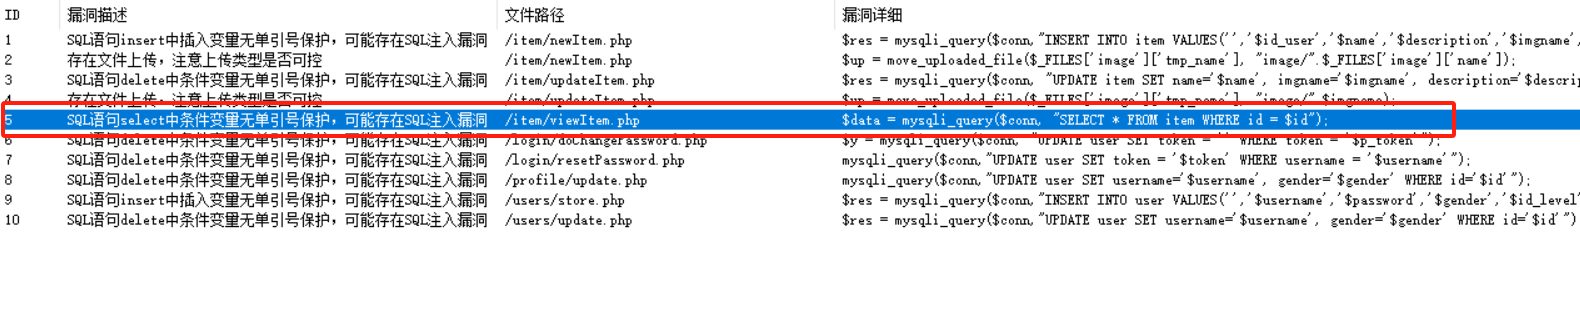 ID 漏洞描述 文件路径 漏洞详细
1 SQL语句insert中插入变量无单引号保护，可能存在SQL注入漏洞 /item/newItem.php $res = mysqli_query($conn,"INSERT INTO item VALUES('','$id_user','$name','$description','$imgname',
2 存在文件上传，注意上传类型是否可控 /item/newItem.php $up = move_uploaded_file($_FILES['image']['tmp_name'], "image/".$_FILES['image']['name']);
3 SQL语句delete中条件变量无单引号保护，可能存在SQL注入漏洞 /item/updateItem.php $res = mysqli_query($conn, "UPDATE item SET name='$name', imgname='$imgname', description='$descrip
4 存在文件上传，注意上传类型是否可控 /item/updateItem.php $up = move_uploaded_file($_FILES['image']['tmp_name'], "image/".$imgname);
5 SQL语句select中条件变量无单引号保护，可能存在SQL注入漏洞 /item/viewItem.php $data = mysqli_query($conn, "SELECT * FROM item WHERE id = $id");
6 SQL语句delete中条件变量无单引号保护，可能存在SQL注入漏洞 /login/doChangePassword.php $y = mysqli_query($conn, "UPDATE user SET token = '' WHERE token = '$p_token'");
7 SQL语句delete中条件变量无单引号保护，可能存在SQL注入漏洞 /login/resetPassword.php mysqli_query($conn,"UPDATE user SET token = '$token' WHERE username = '$username'");
8 SQL语句delete中条件变量无单引号保护，可能存在SQL注入漏洞 /profile/update.php mysqli_query($conn,"UPDATE user SET username='$username', gender='$gender' WHERE id='$id'");
9 SQL语句insert中插入变量无单引号保护，可能存在SQL注入漏洞 /users/store.php $res = mysqli_query($conn,"INSERT INTO user VALUES('','$username','$password','$gender','$id_level'
10 SQL语句delete中条件变量无单引号保护，可能存在SQL注入漏洞 /users/update.php $res = mysqli_query($conn,"UPDATE user SET username='$username', gender='$gender' WHERE id='$id'")